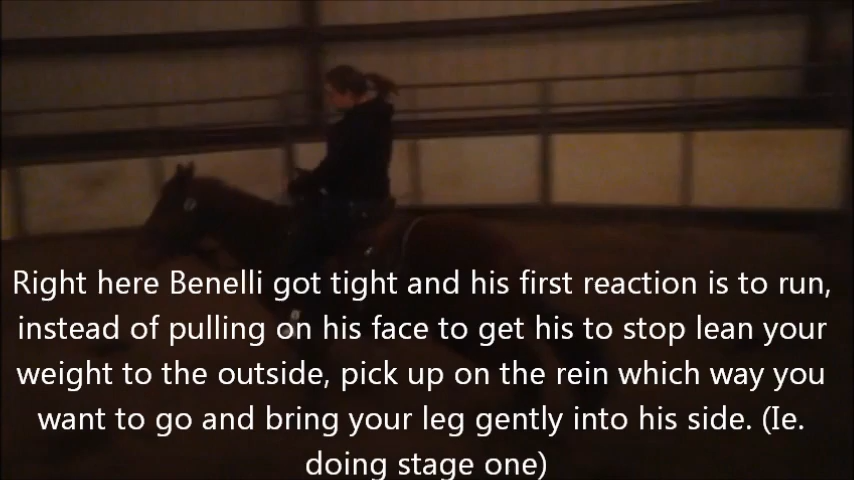 Right here Benelli got tight and his first reaction is to run,
instead of pulling on his face to get his to stop lean your
weight to the outside, pick up on the rein which way you
want to go and bring your leg gently into his side. (Ie.
doing stage one)